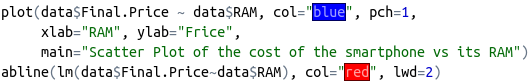 plot(data$Final.Price ~ data$RAM, col="blue", pch=1,
xlab="RAM", ylab="Frice",
main="Scatter Plot of the cost of the smartphone vs its RAM")
abline(lm(data$Final.Price~data$RAM), col="red", lwd=2)